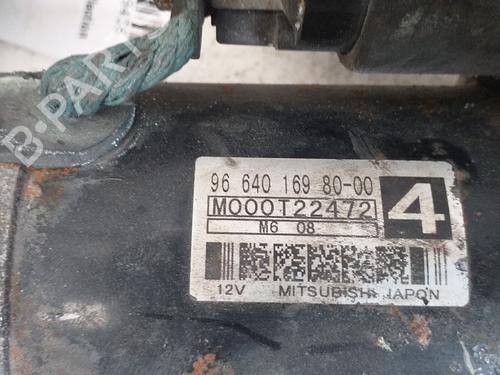 B-PARTS
96 640 169 80-00
M000T22472
4
M6 08
12V MITSUBISHI JAPON